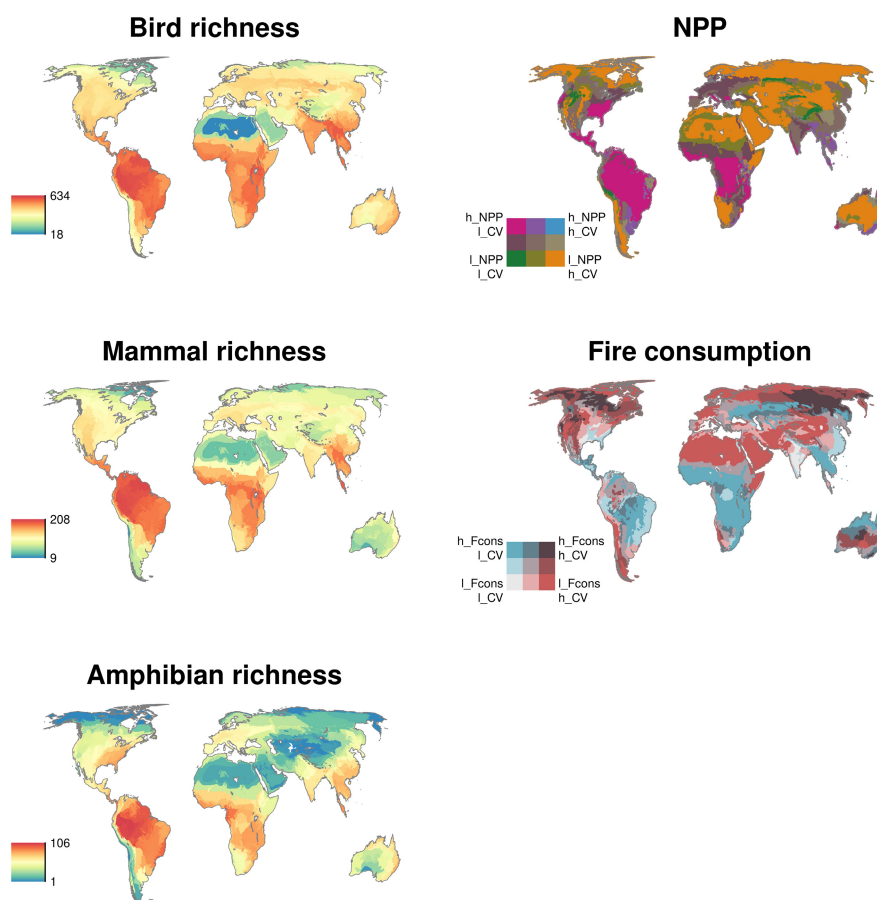 Bird richness
634
18
NPP
h_NPP
l_CV
h_NPP
h_CV
l_NPP
l_CV
l_NPP
h_CV
Mammal richness
208
9
Fire consumption
h_Fcons
l_CV
h_Fcons
h_CV
l_Fcons
l_CV
l_Fcons
h_CV
Amphibian richness
106
1